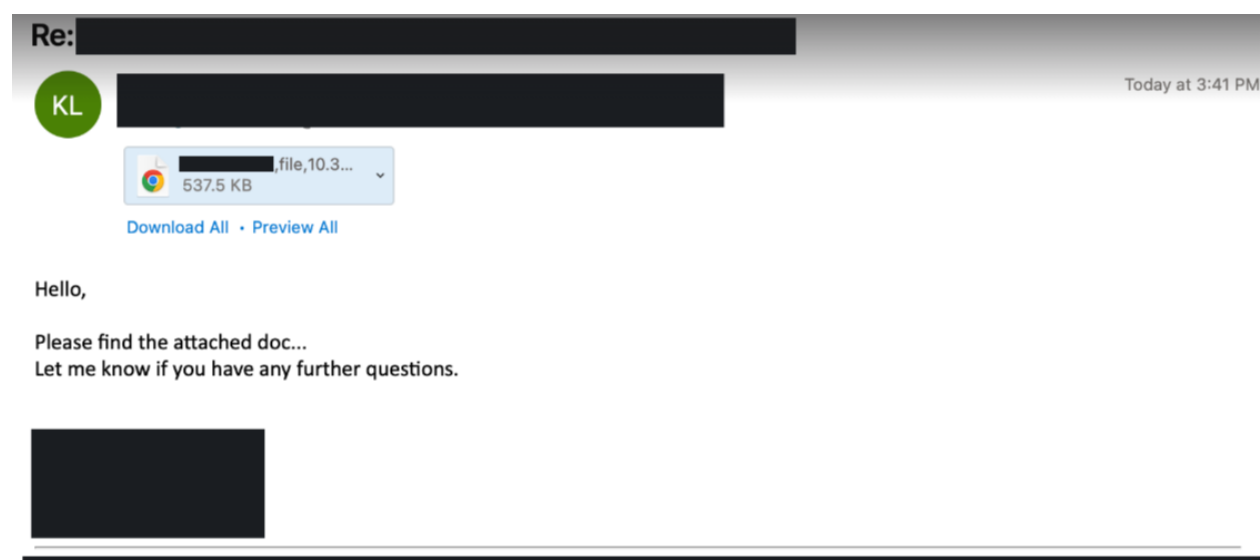 Re:
Today at 3:41 PM
KL
,file,10.3...
537.5 KB
Download All • Preview All
Hello,
Please find the attached doc...
Let me know if you have any further questions.